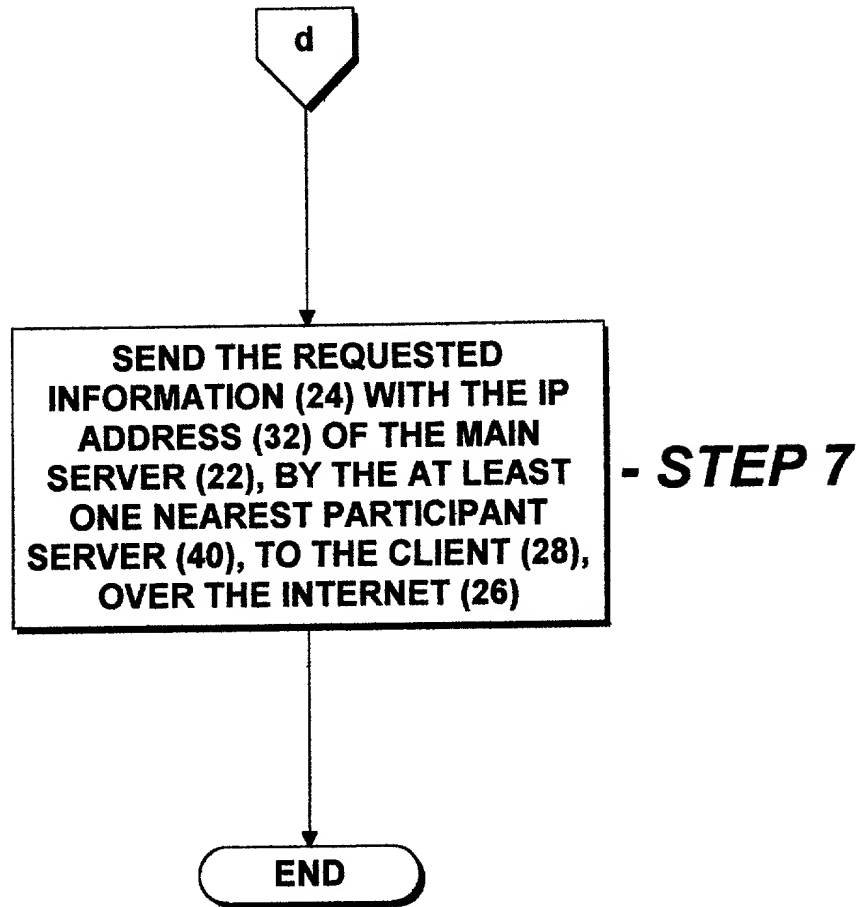 d
SEND THE REQUESTED
INFORMATION (24) WITH THE IP
ADDRESS (32) OF THE MAIN
SERVER (22), BY THE AT LEAST
ONE NEAREST PARTICIPANT
SERVER (40), TO THE CLIENT (28),
OVER THE INTERNET (26)
- STEP 7
END